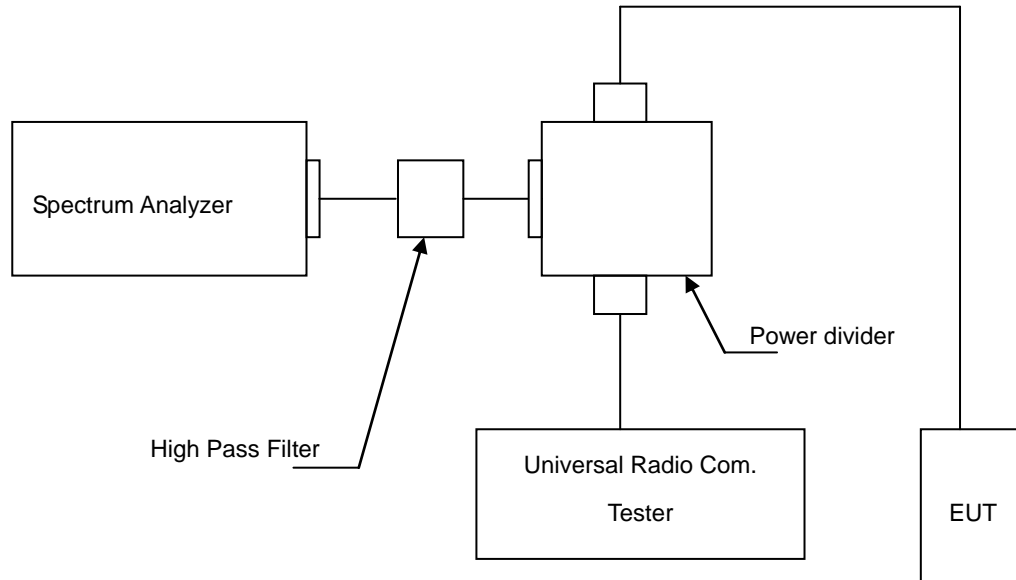 Spectrum Analyzer
Power divider
High Pass Filter
Universal Radio Com.
Tester
EUT